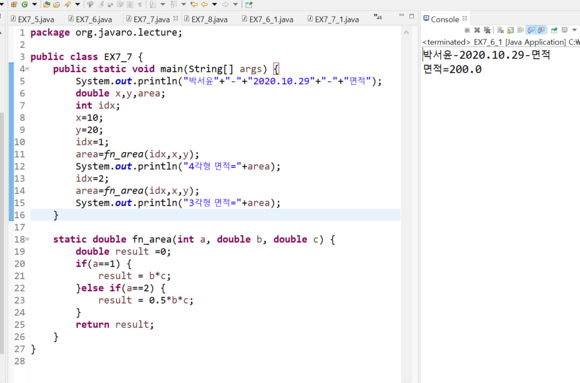 EX7_5.java EX7_6.java EX7_7.java EX7_8.java EX7_6_1.java EX7_7_1.java
1 package org.javaro.lecture;
2
3 public class EX7_7 {
4 public static void main(String[] args) {
5 System.out.println("박서윤"+"-"+"2020.10.29"+"-"+"면적");
6 double x,y,area;
7 int idx;
8 x=10;
9 y=20;
10 idx=1;
11 area=fn_area(idx,x,y);
12 System.out.println("4각형 면적="+area);
13 idx=2;
14 area=fn_area(idx,x,y);
15 System.out.println("3각형 면적="+area);
16 }
17
18 static double fn_area(int a, double b, double c) {
19 double result =0;
20 if(a==1) {
21 result = b*c;
22 }else if(a==2) {
23 result = 0.5*b*c;
24 }
25 return result;
26 }
27 }
28
Console
<terminated> EX7_6_1 [Java Application] C:₩
박서윤-2020.10.29-면적
면적=200.0